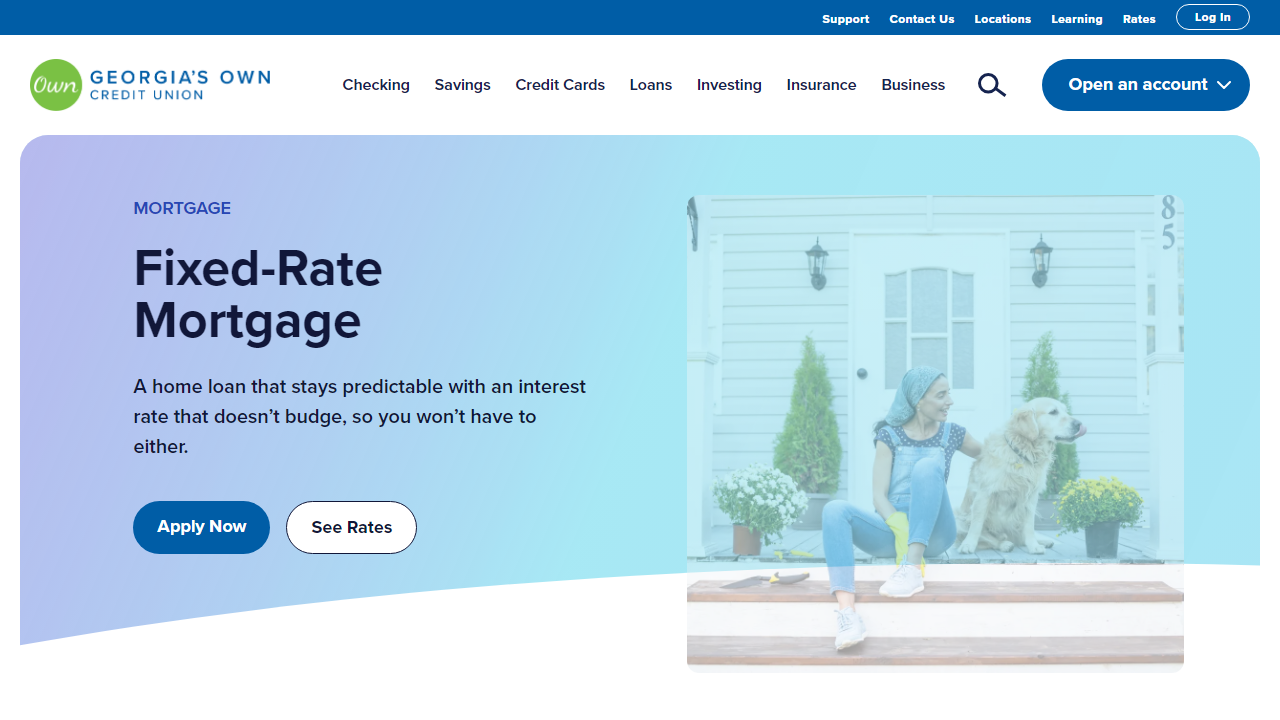 Support Contact Us Locations Learning Rates Log In
Own GEORGIA'S OWN
CREDIT UNION
Checking Savings Credit Cards Loans Investing Insurance Business Open an account
MORTGAGE
Fixed-Rate
Mortgage
A home loan that stays predictable with an interest
rate that doesn’t budge, so you won’t have to
either.
Apply Now See Rates
8
5